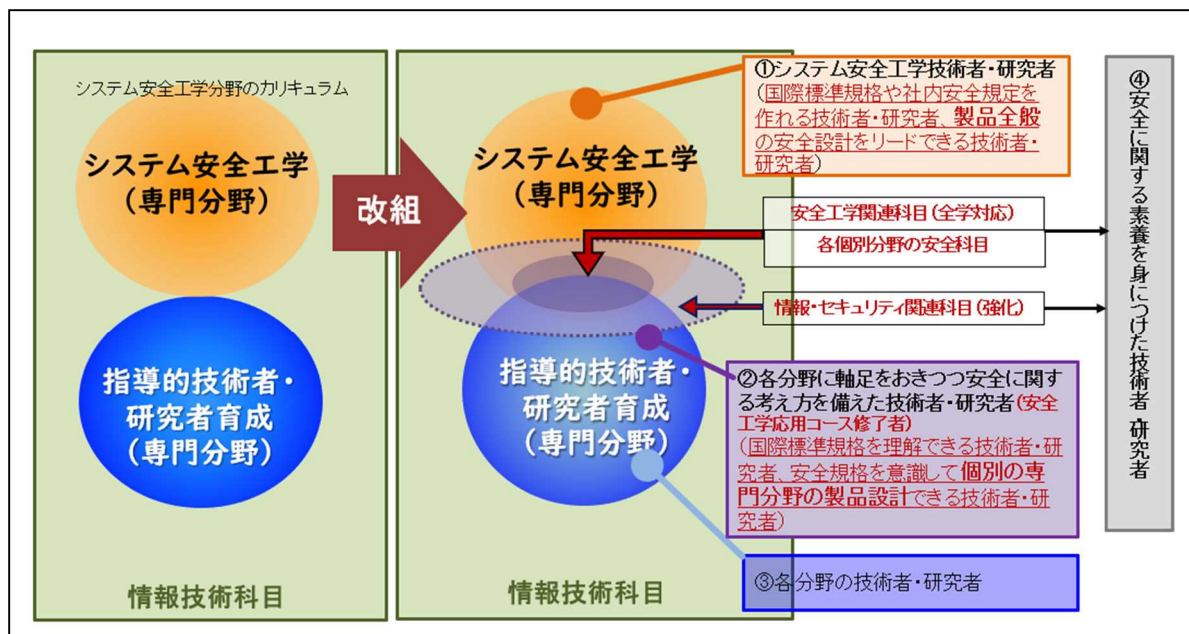 システム安全工学分野のカリキュラム
システム安全工学
（専門分野）
指導的技術者・
研究者育成
（専門分野）
情報技術科目
改組
システム安全工学
（専門分野）
指導的技術者・
研究者育成
（専門分野）
情報技術科目
①システム安全工学技術者・研究者
（国際標準規格や社内安全規定を
作れる技術者・研究者、製品全般
の安全設計をリードできる技術者・
研究者）
安全工学関連科目（全学対応）
各個別分野の安全科目
情報・セキュリティ関連科目（強化）
②各分野に軸足をおきつつ安全に関す
る考え方を備えた技術者・研究者（安全
工学応用コース修了者）
（国際標準規格を理解できる技術者・研
究者、安全規格を意識して個別の専
門分野の製品設計できる技術者・研
究者）
③各分野の技術者・研究者
④安全に関する素養を身につけた技術者・研究者